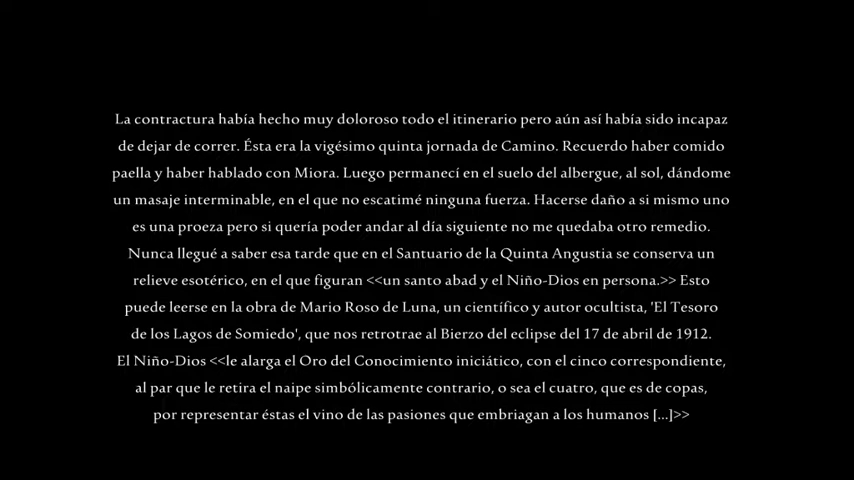 La contractura había hecho muy doloroso todo el itinerario pero aún así había sido incapaz
de dejar de correr. Ésta era la vigésimo quinta jornada de Camino. Recuerdo haber comido
paella y haber hablado con Miora. Luego permanecí en el suelo del albergue, al sol, dándome
un masaje interminable, en el que no escatimé ninguna fuerza. Hacerse daño a si mismo uno
es una proeza pero si quería poder andar al día siguiente no me quedaba otro remedio.
Nunca llegué a saber esa tarde que en el Santuario de la Quinta Angustia se conserva un
relieve esotérico, en el que figuran <<un santo abad y el Niño-Dios en persona.>> Esto
puede leerse en la obra de Mario Roso de Luna, un científico y autor ocultista, 'El Tesoro
de los Lagos de Somiedo', que nos retrotrae al Bierzo del eclipse del 17 de abril de 1912.
El Niño-Dios <<le alarga el Oro del Conocimiento iniciático, con el cinco correspondiente,
al par que le retira el naipe simbólicamente contrario, o sea el cuatro, que es de copas,
por representar éstas el vino de las pasiones que embriagan a los humanos [...]>>